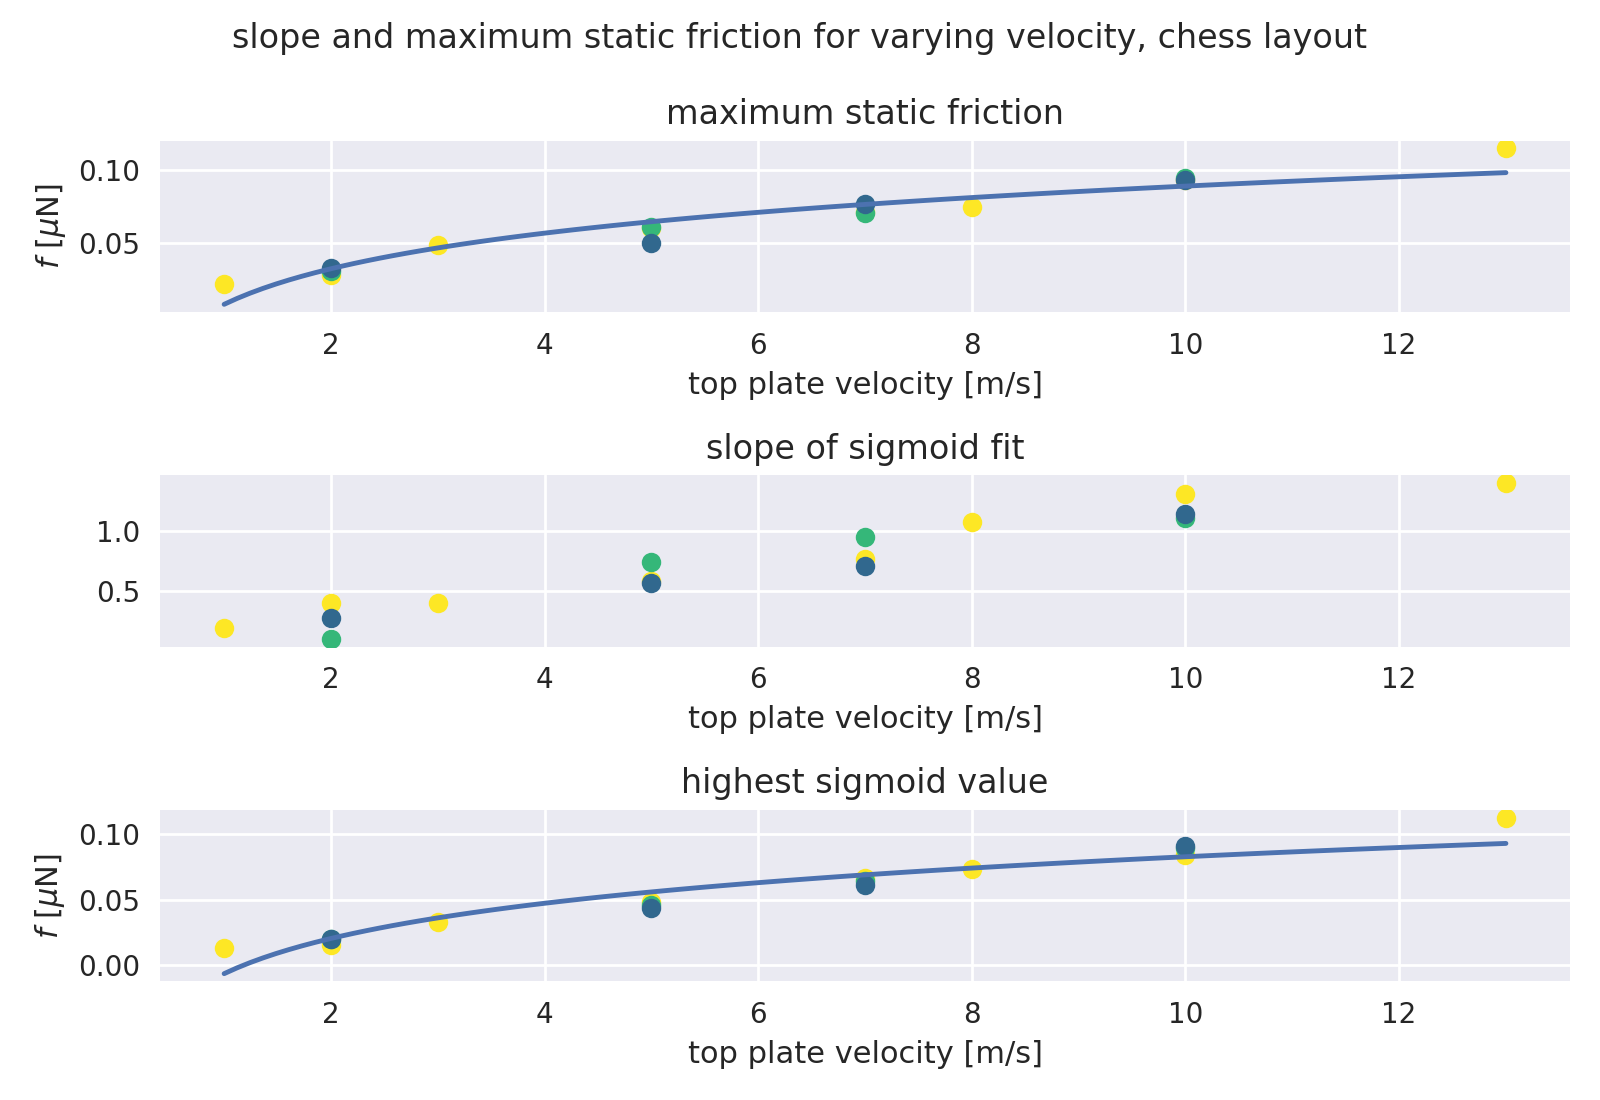 slope and maximum static friction for varying velocity, chess layout
maximum static friction
0.10
0.05
f [μN]
2 4 6 8 10 12
top plate velocity [m/s]
slope of sigmoid fit
1.0
0.5
2 4 6 8 10 12
top plate velocity [m/s]
highest sigmoid value
0.10
0.05
0.00
f [μN]
2 4 6 8 10 12
top plate velocity [m/s]